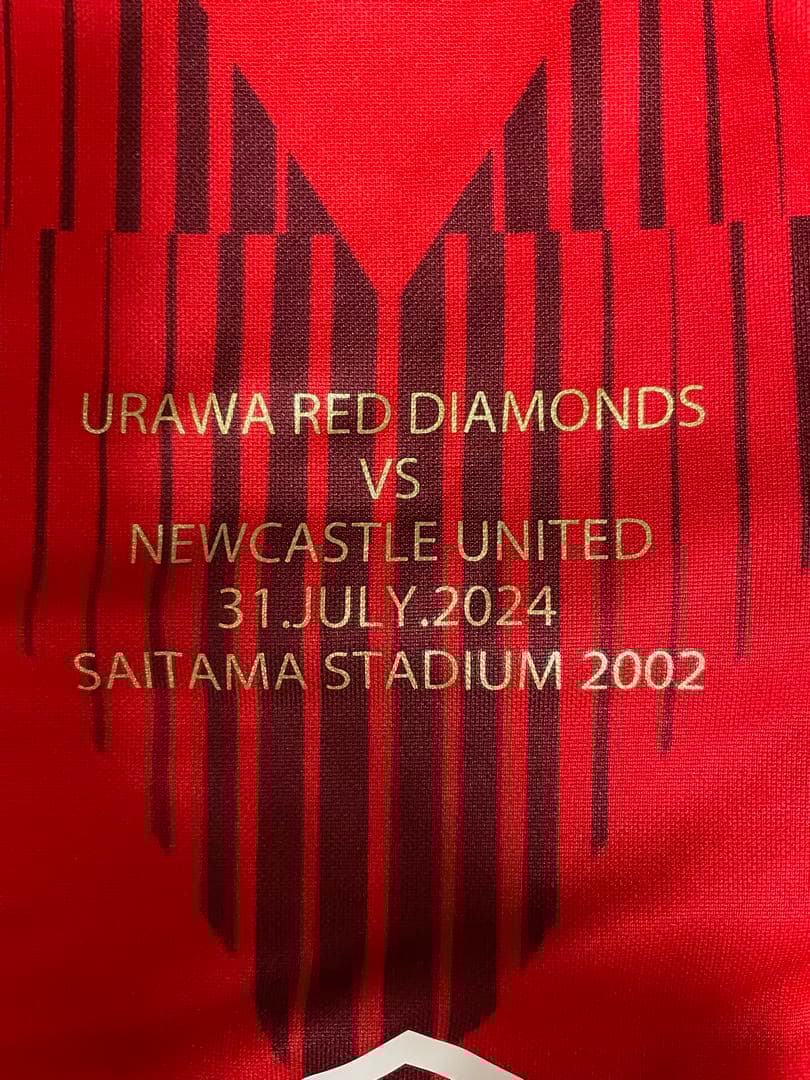 URAWA RED DIAMONDS
VS
NEWCASTLE UNITED
31.JULY.2024
SAITAMA STADIUM 2002